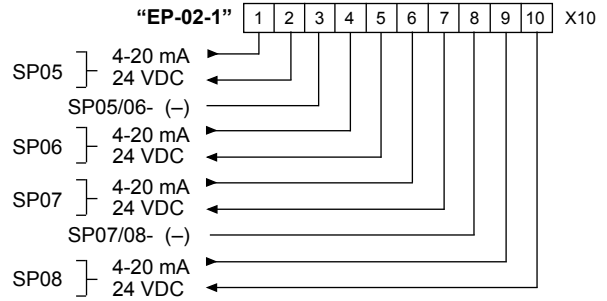 "EP-02-1" 1 2 3 4 5 6 7 8 9 10 X10
4-20 mA
SP05
24 VDC
SP05/06- (–)
4-20 mA
SP06
24 VDC
4-20 mA
SP07
24 VDC
SP07/08- (–)
4-20 mA
SP08
24 VDC